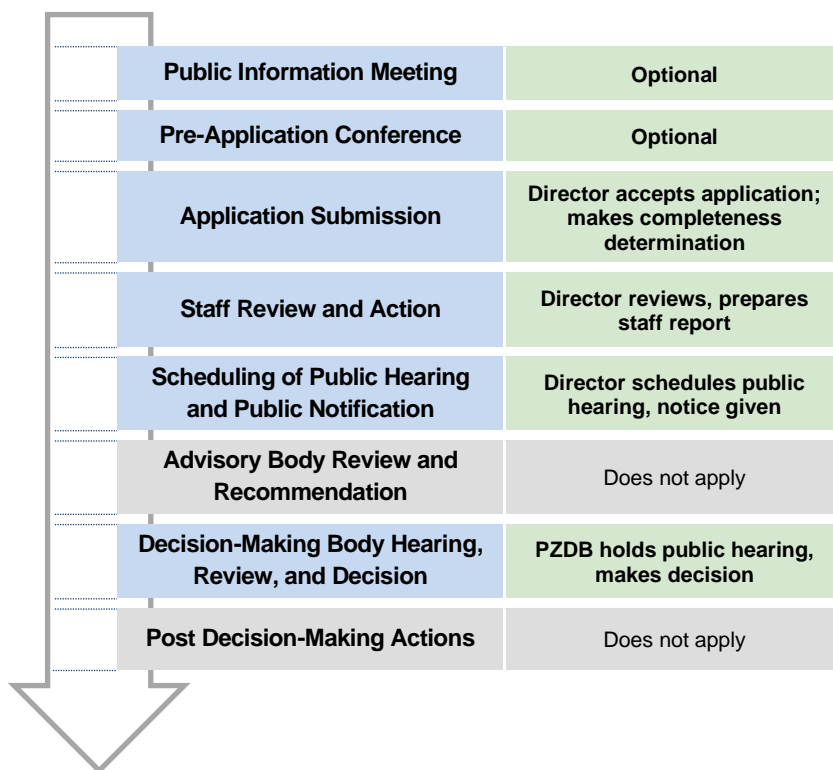 Public Information Meeting
Optional
Pre-Application Conference
Optional
Application Submission
Director accepts application;
makes completeness
determination
Staff Review and Action
Director reviews, prepares
staff report
Scheduling of Public Hearing
and Public Notification
Director schedules public
hearing, notice given
Advisory Body Review and
Recommendation
Does not apply
Decision-Making Body Hearing,
Review, and Decision
PZDB holds public hearing,
makes decision
Post Decision-Making Actions
Does not apply